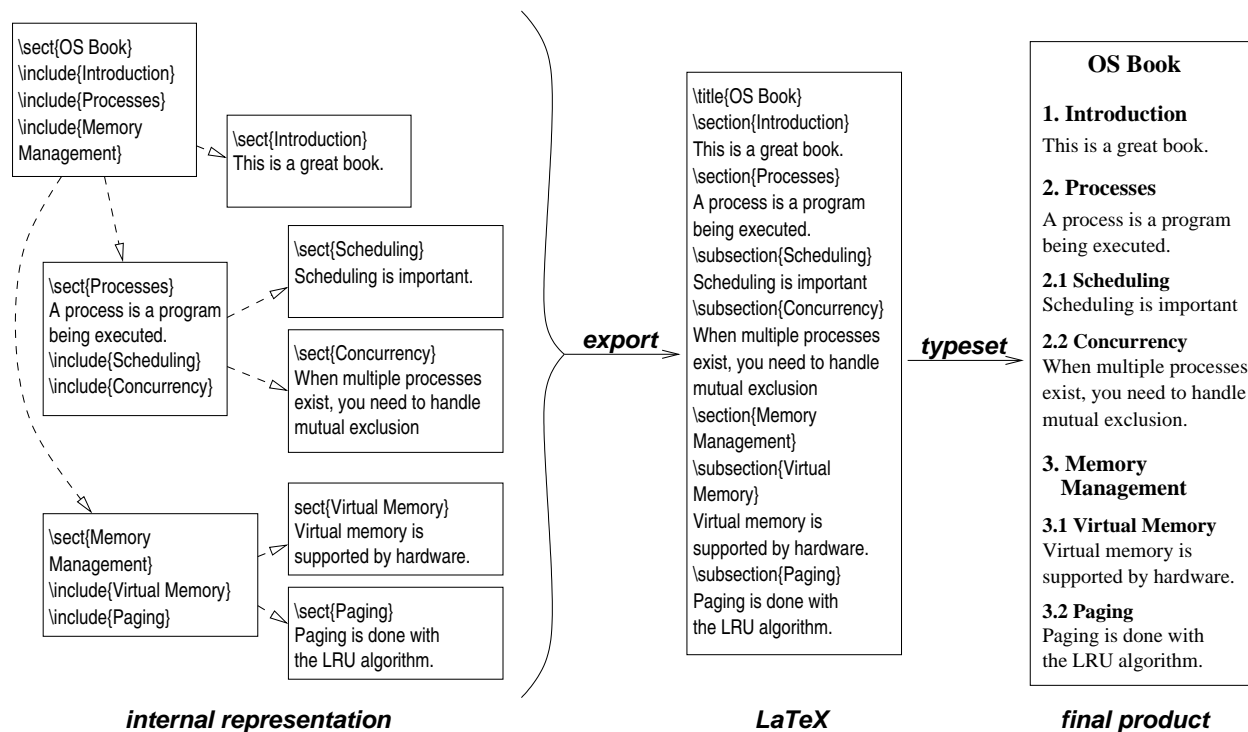 \sect{OS Book}
\include{Introduction}
\include{Processes}
\include{Memory
Management}
\sect{Introduction}
This is a great book.
\sect{Processes}
A process is a program
being executed.
\include{Scheduling}
\include{Concurrency}
\sect{Scheduling}
Scheduling is important.
\sect{Concurrency}
When multiple processes
exist, you need to handle
mutual exclusion
\sect{Memory
Management}
\include{Virtual Memory}
\include{Paging}
sect{Virtual Memory}
Virtual memory is
supported by hardware.
\sect{Paging}
Paging is done with
the LRU algorithm.
internal representation
export
\title{OS Book}
\section{Introduction}
This is a great book.
\section{Processes}
A process is a program
being executed.
\subsection{Scheduling}
Scheduling is important
\subsection{Concurrency}
When multiple processes
exist, you need to handle
mutual exclusion
\section{Memory
Management}
\subsection{Virtual
Memory}
Virtual memory is
supported by hardware.
\subsection{Paging}
Paging is done with
the LRU algorithm.
LaTeX
typeset
OS Book
1. Introduction
This is a great book.
2. Processes
A process is a program
being executed.
2.1 Scheduling
Scheduling is important
2.2 Concurrency
When multiple processes
exist, you need to handle
mutual exclusion.
3. Memory
Management
3.1 Virtual Memory
Virtual memory is
supported by hardware.
3.2 Paging
Paging is done with
the LRU algorithm.
final product